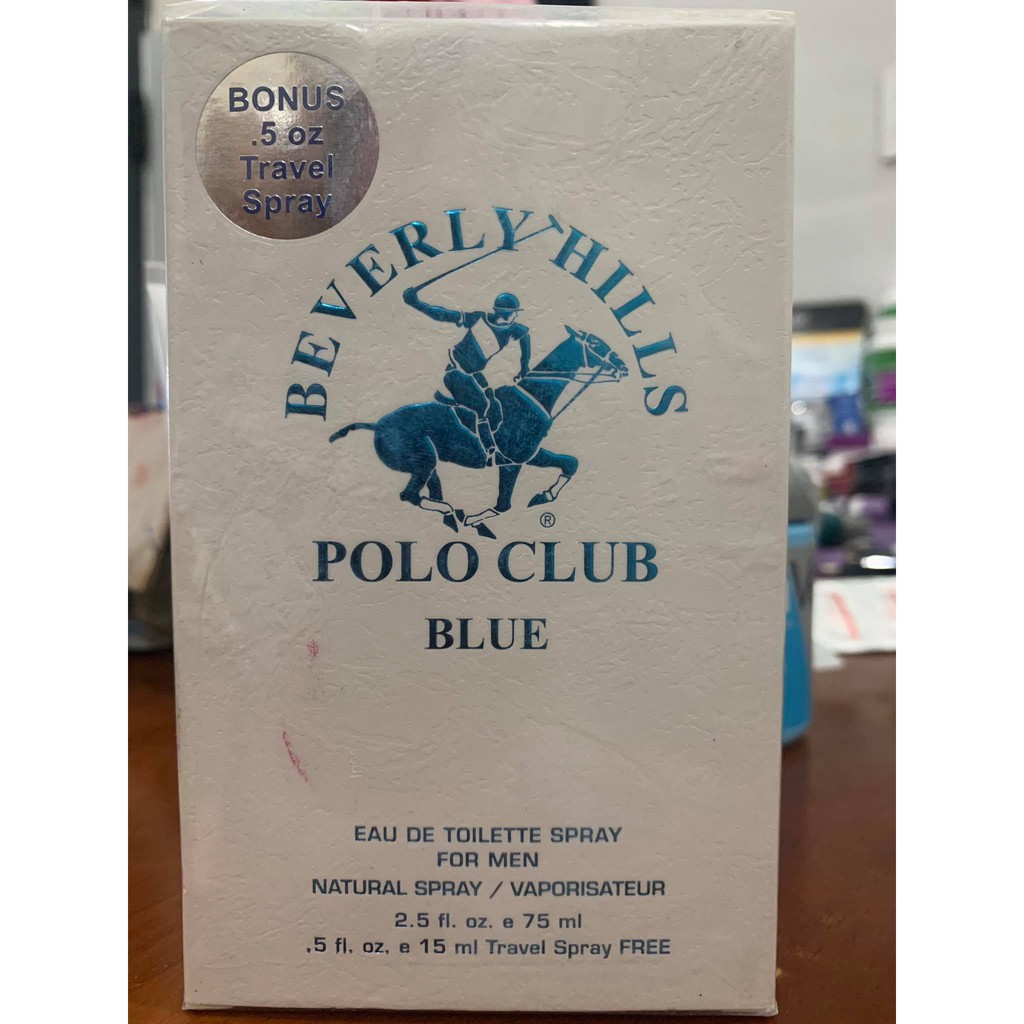 BONUS
.5 oz
Travel
Spray
BEVERLY HILLS
®
POLO CLUB
BLUE
EAU DE TOILETTE SPRAY
FOR MEN
NATURAL SPRAY / VAPORISATEUR
2.5 fl. oz. e 75 ml
.5 fl. oz. e 15 ml Travel Spray FREE